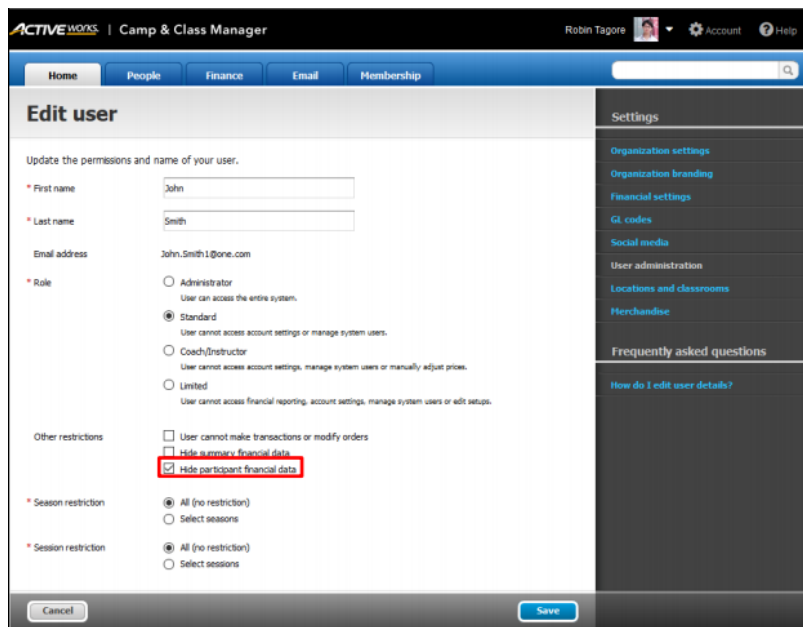 ACTIVEworks. | Camp & Class Manager
Robin Tagore
Account
Help
Home
People
Finance
Email
Membership
Edit user
Update the permissions and name of your user.
* First name
John
* Last name
Smith
Email address
John.Smith1@one.com
* Role
Administrator
User can access the entire system.
Standard
User cannot access account settings or manage system users.
Coach/Instructor
User cannot access account settings, manage system users or manually adjust prices.
Limited
User cannot access financial reporting, account settings, manage system users or edit setups.
Other restrictions
User cannot make transactions or modify orders
Hide summary financial data
Hide participant financial data
* Season restriction
All (no restriction)
Select seasons
* Session restriction
All (no restriction)
Select sessions
Cancel
Save
Settings
Organization settings
Organization branding
Financial settings
GL codes
Social media
User administration
Locations and classrooms
Merchandise
Frequently asked questions
How do I edit user details?